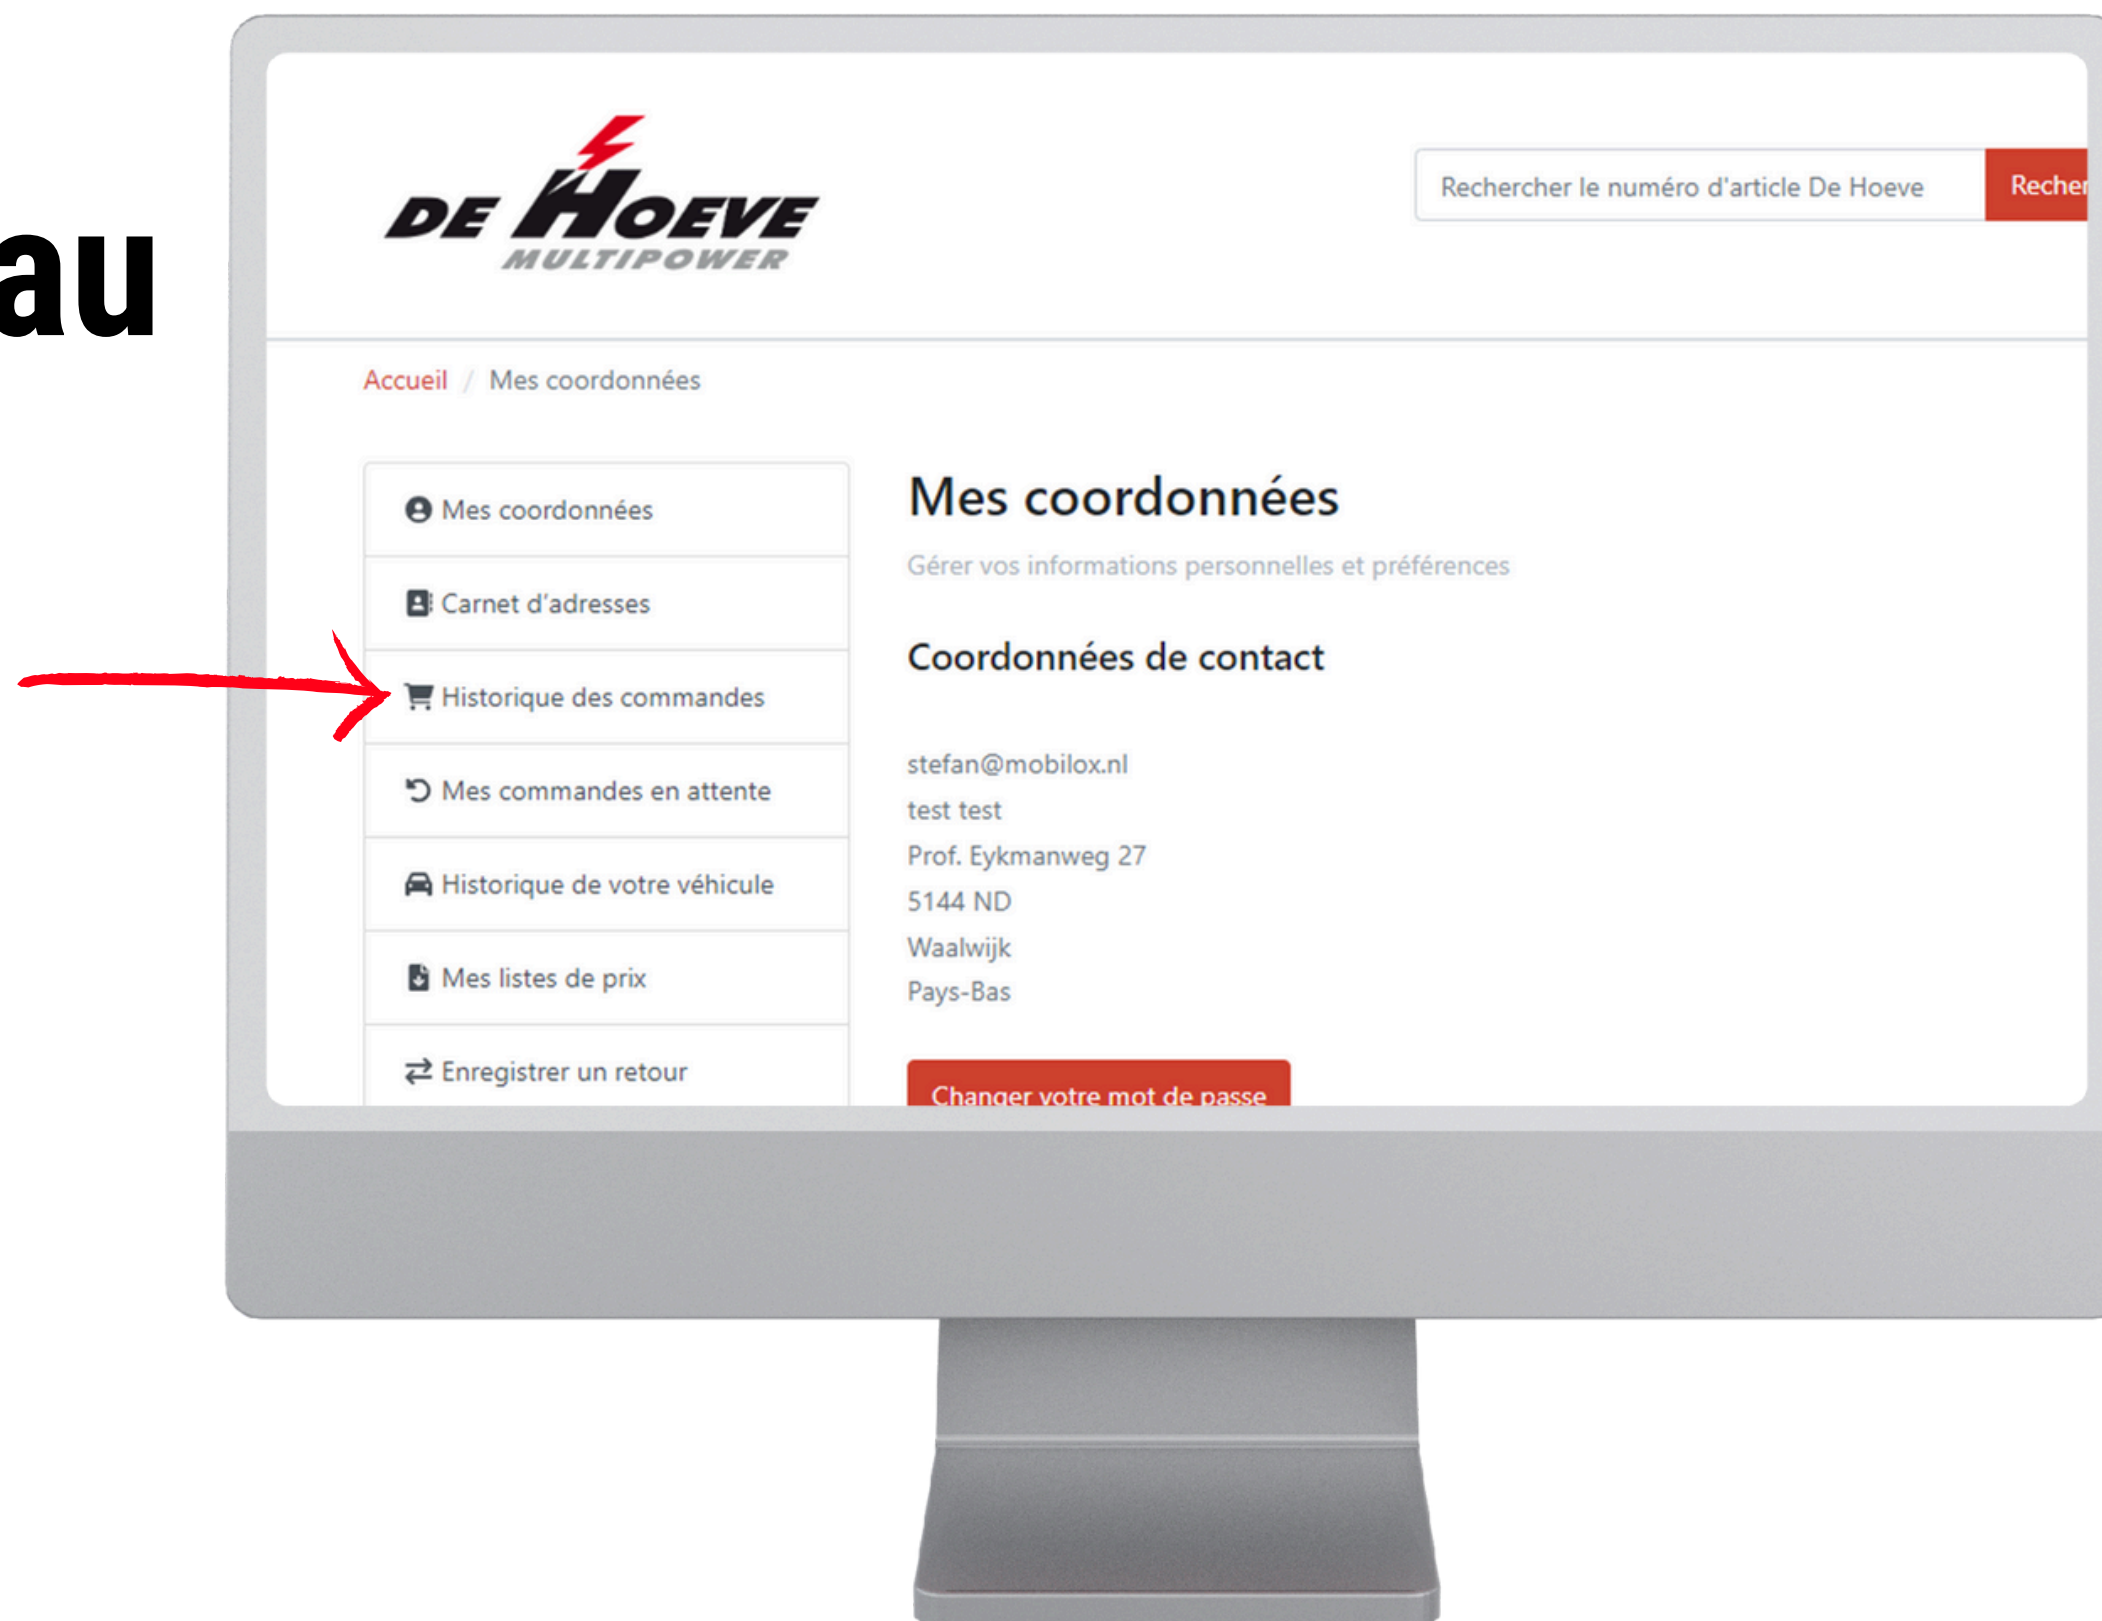 au
DE HOEVE
MULTIPOWER
Rechercher le numéro d'article De Hoeve
Accueil / Mes coordonnées
Mes coordonnées
Carnet d'adresses
Historique des commandes
Mes commandes en attente
Historique de votre véhicule
Mes listes de prix
Enregistrer un retour
Mes coordonnées
Gérer vos informations personnelles et préférences
Coordonnées de contact
stefan@mobilox.nl
test test
Prof. Eykmanweg 27
5144 ND
Waalwijk
Pays-Bas
Changer votre mot de passe